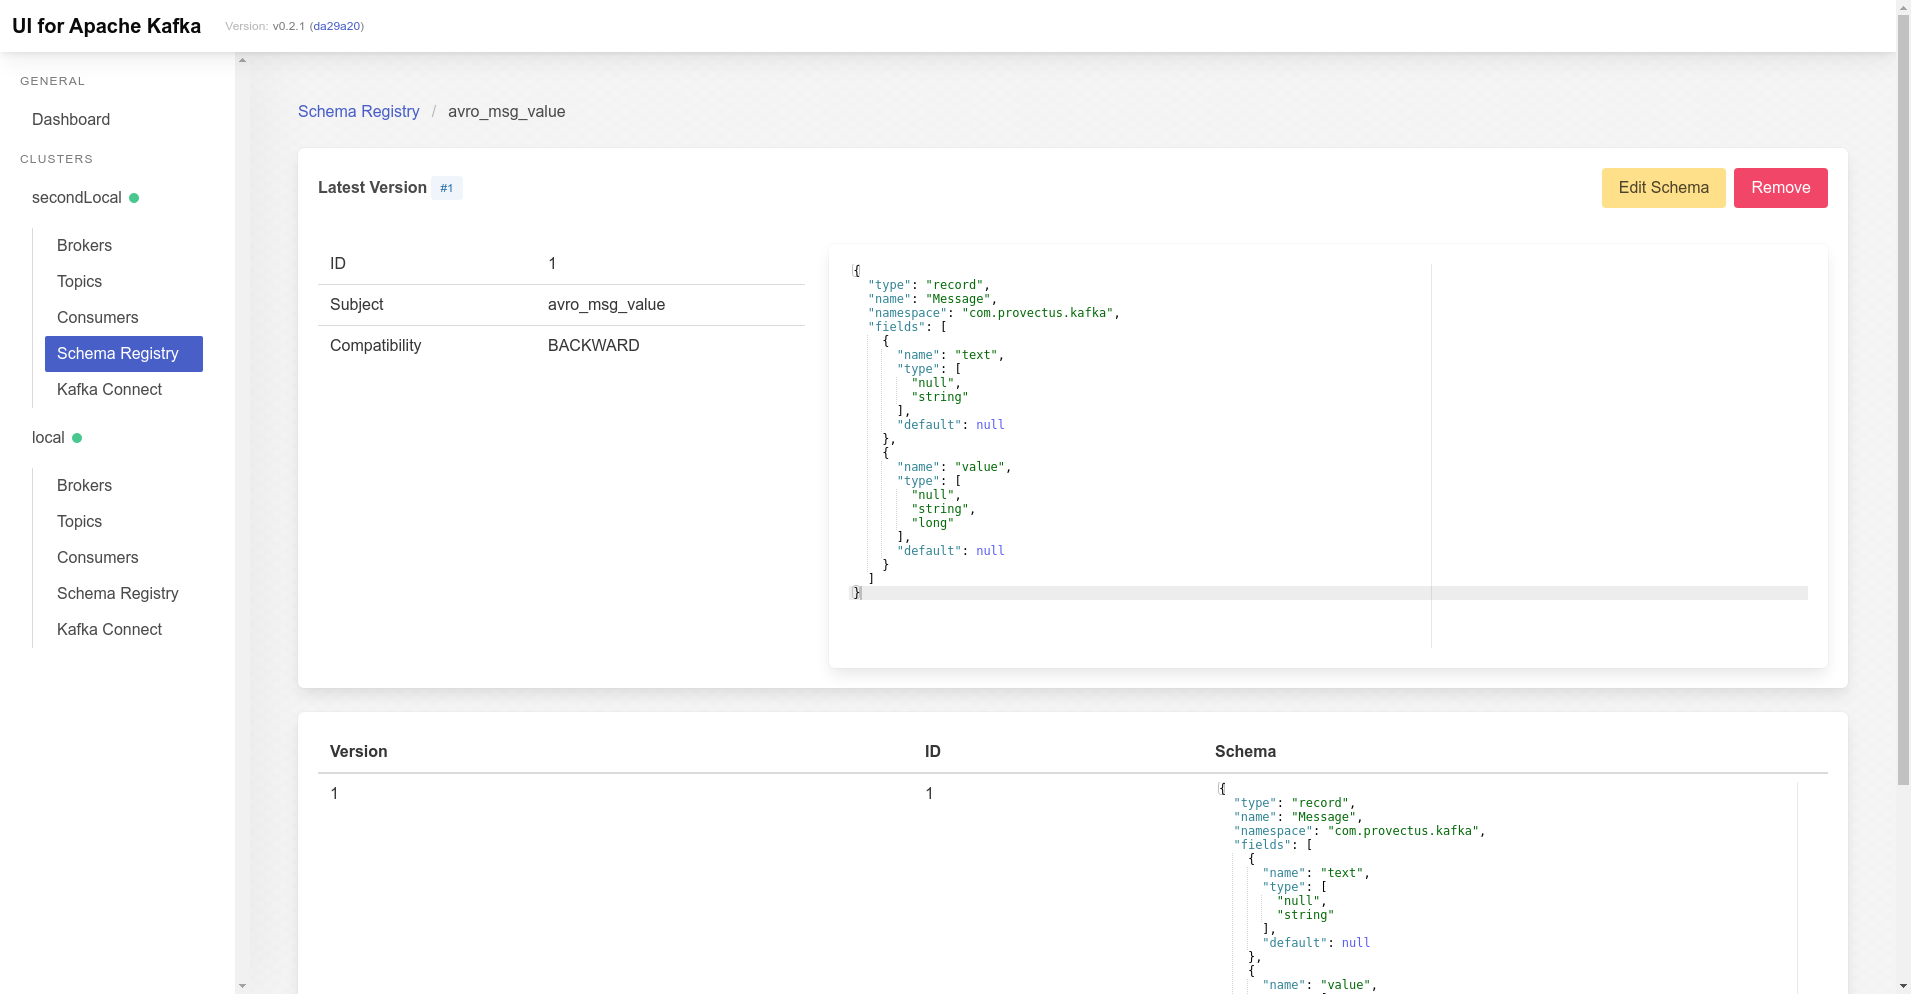 UI for Apache Kafka Version: v0.2.1 (da29a20)
GENERAL
Dashboard
CLUSTERS
secondLocal
Brokers
Topics
Consumers
Schema Registry
Kafka Connect
local
Brokers
Topics
Consumers
Schema Registry
Kafka Connect
Schema Registry / avro_msg_value
Latest Version #1
Edit Schema Remove
ID 1
Subject avro_msg_value
Compatibility BACKWARD
{
"type": "record",
"name": "Message",
"namespace": "com.provectus.kafka",
"fields": [
{
"name": "text",
"type": [
"null",
"string"
],
"default": null
},
{
"name": "value",
"type": [
"null",
"string",
"long"
],
"default": null
}
]
}
Version ID Schema
1 1
{
"type": "record",
"name": "Message",
"namespace": "com.provectus.kafka",
"fields": [
{
"name": "text",
"type": [
"null",
"string"
],
"default": null
},
{
"name": "value",